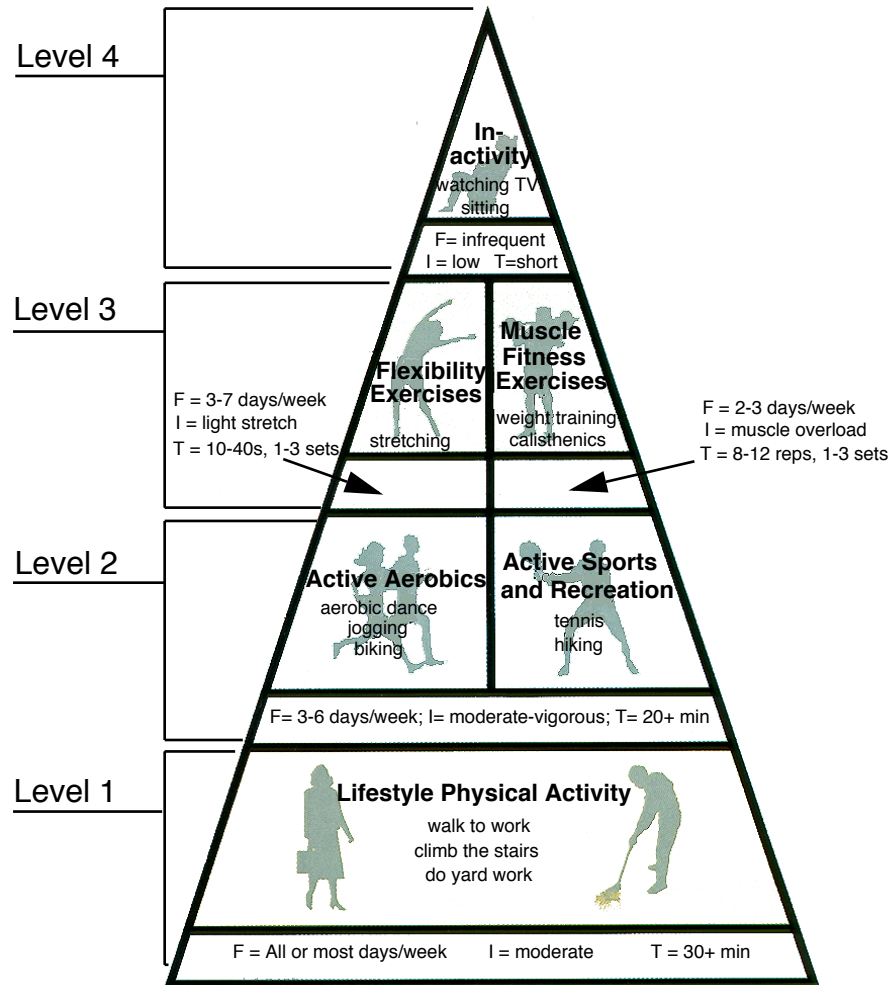 Level 4
In-
activity
watching TV
sitting
F= infrequent
I = low T=short
Level 3
Flexibility
Exercises
stretching
Muscle
Fitness
Exercises
weight training
calisthenics
F = 3-7 days/week
I = light stretch
T = 10-40s, 1-3 sets
F = 2-3 days/week
I = muscle overload
T = 8-12 reps, 1-3 sets
Level 2
Active Aerobics
aerobic dance
jogging
biking
Active Sports
and Recreation
tennis
hiking
F= 3-6 days/week; I= moderate-vigorous; T= 20+ min
Level 1
Lifestyle Physical Activity
walk to work
climb the stairs
do yard work
F = All or most days/week I = moderate T = 30+ min